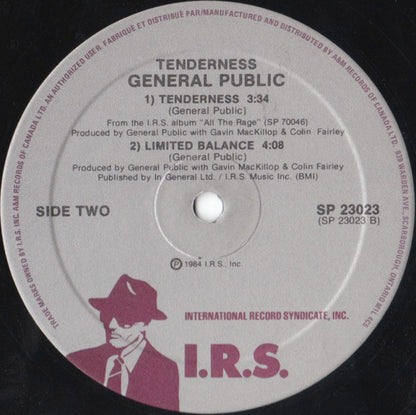 TENDERNESS
GENERAL PUBLIC
1) TENDERNESS 3:34
(General Public)
From the I.R.S. album "All The Rage" (SP 70046)
Produced by General Public with Gavin MacKillop & Colin Fairley
2) LIMITED BALANCE 4:08
(General Public)
Produced by General Public with Gavin MacKillop & Colin Fairley
Published by In General Ltd. / I.R.S. Music Inc. (BMI)
SIDE TWO
SP 23023
(SP 23023 B)
℗ 1984 I.R.S., Inc.
INTERNATIONAL RECORD SYNDICATE, INC.
I.R.S.
TRADE MARKS OWNED BY I.R.S. INC. A&M RECORDS OF CANADA LTD. AN AUTHORIZED USER. FABRIQUÉ ET DISTRIBUÉ PAR/MANUFACTURED AND DISTRIBUTED BY A&M RECORDS OF CANADA LTD. 939 WARDEN AVE., SCARBOROUGH, ONTARIO M1L 4C5